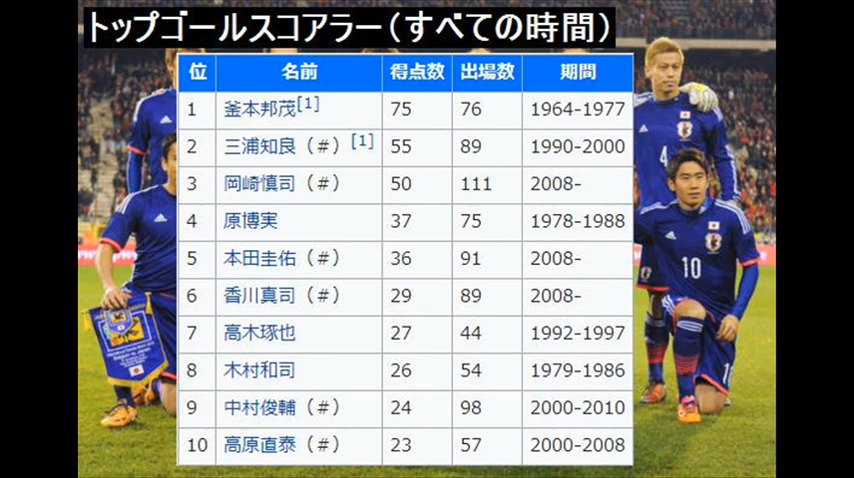 トップゴールスコアラー（すべての時間）
位 名前 得点数 出場数 期間
1 釜本邦茂[1] 75 76 1964-1977
2 三浦知良（#）[1] 55 89 1990-2000
3 岡崎慎司（#） 50 111 2008-
4 原博実 37 75 1978-1988
5 本田圭佑（#） 36 91 2008-
6 香川真司（#） 29 89 2008-
7 高木琢也 27 44 1992-1997
8 木村和司 26 54 1979-1986
9 中村俊輔（#） 24 98 2000-2010
10 高原直泰（#） 23 57 2000-2008
4
10